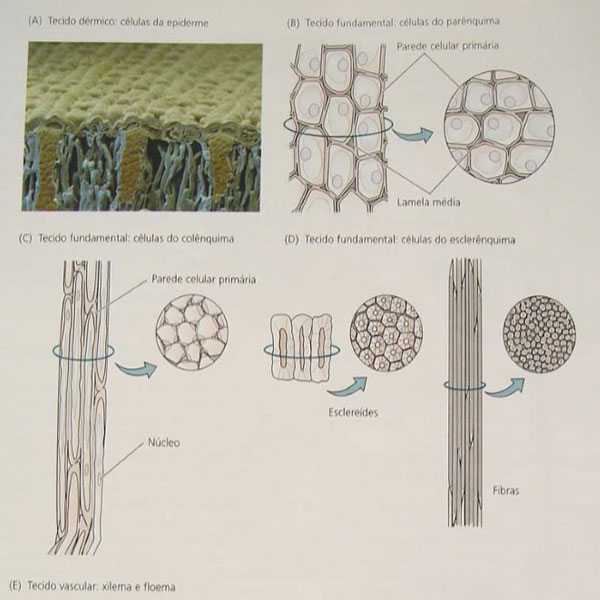 (A) Tecido dérmico: células da epiderme
(B) Tecido fundamental: células do parênquima
Parede celular primária
Lamela média
(C) Tecido fundamental: células do colênquima
(D) Tecido fundamental: células do esclerênquima
Parede celular primária
Núcleo
Esclereídes
Fibras
(E) Tecido vascular: xilema e floema